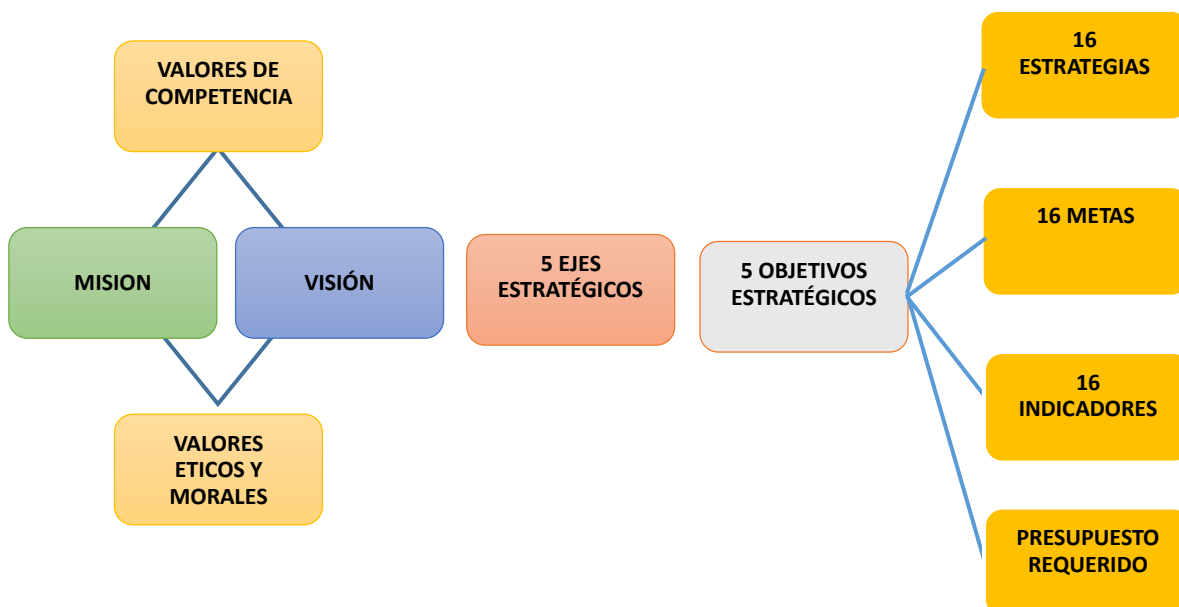 VALORES DE
COMPETENCIA
MISION
VISIÓN
VALORES
ETICOS Y
MORALES
5 EJES
ESTRATÉGICOS
5 OBJETIVOS
ESTRATÉGICOS
16
ESTRATEGIAS
16 METAS
16
INDICADORES
PRESUPUESTO
REQUERIDO